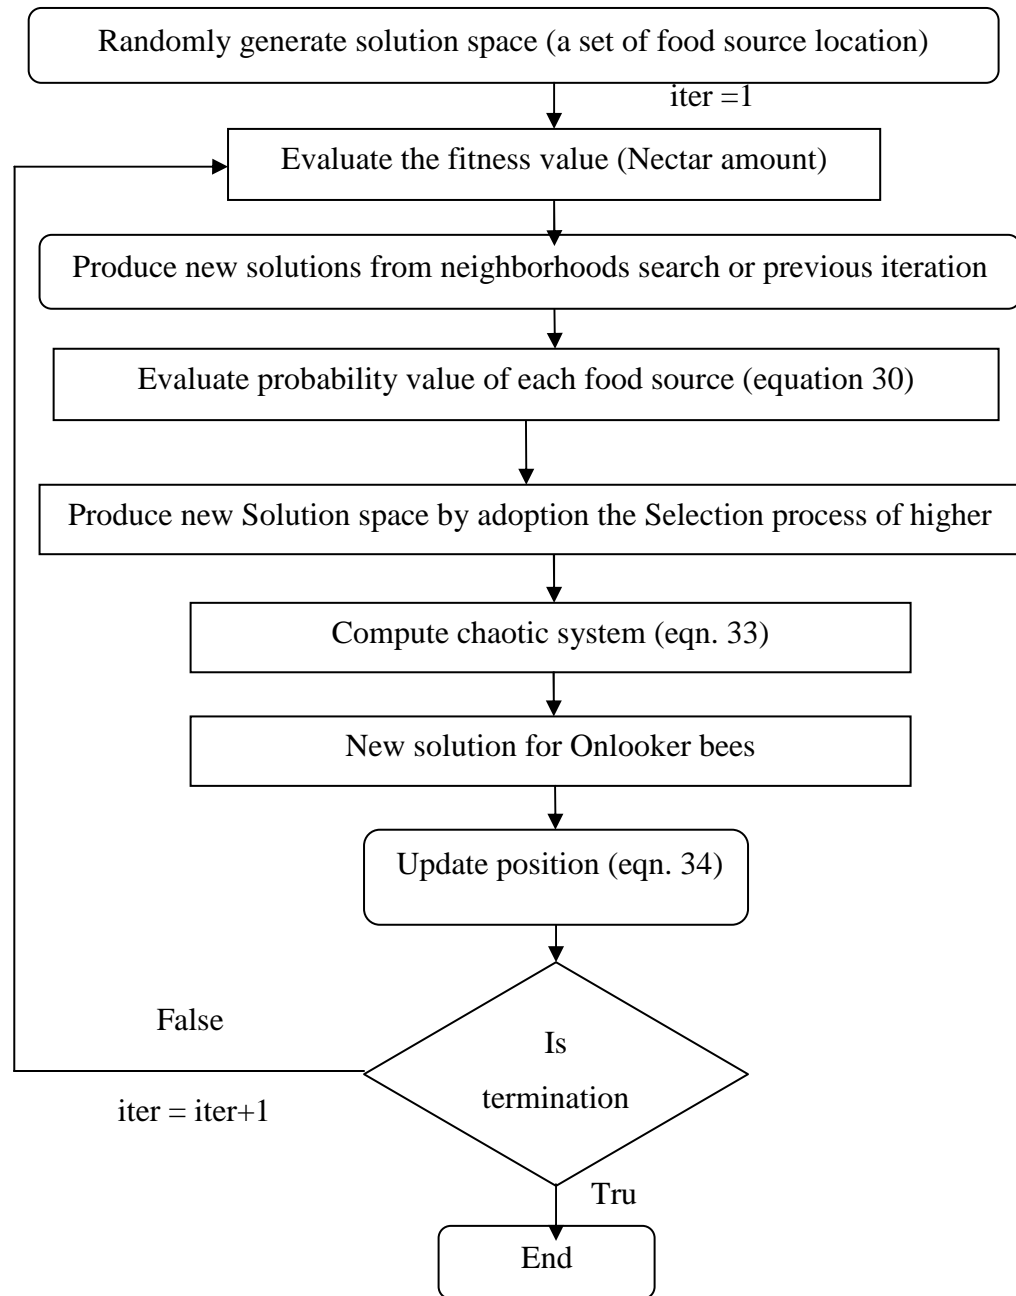 Randomly generate solution space (a set of food source location)
iter =1
Evaluate the fitness value (Nectar amount)
Produce new solutions from neighborhoods search or previous iteration
Evaluate probability value of each food source (equation 30)
Produce new Solution space by adoption the Selection process of higher
Compute chaotic system (eqn. 33)
New solution for Onlooker bees
Update position (eqn. 34)
False
Is
termination
iter = iter+1
Tru
End